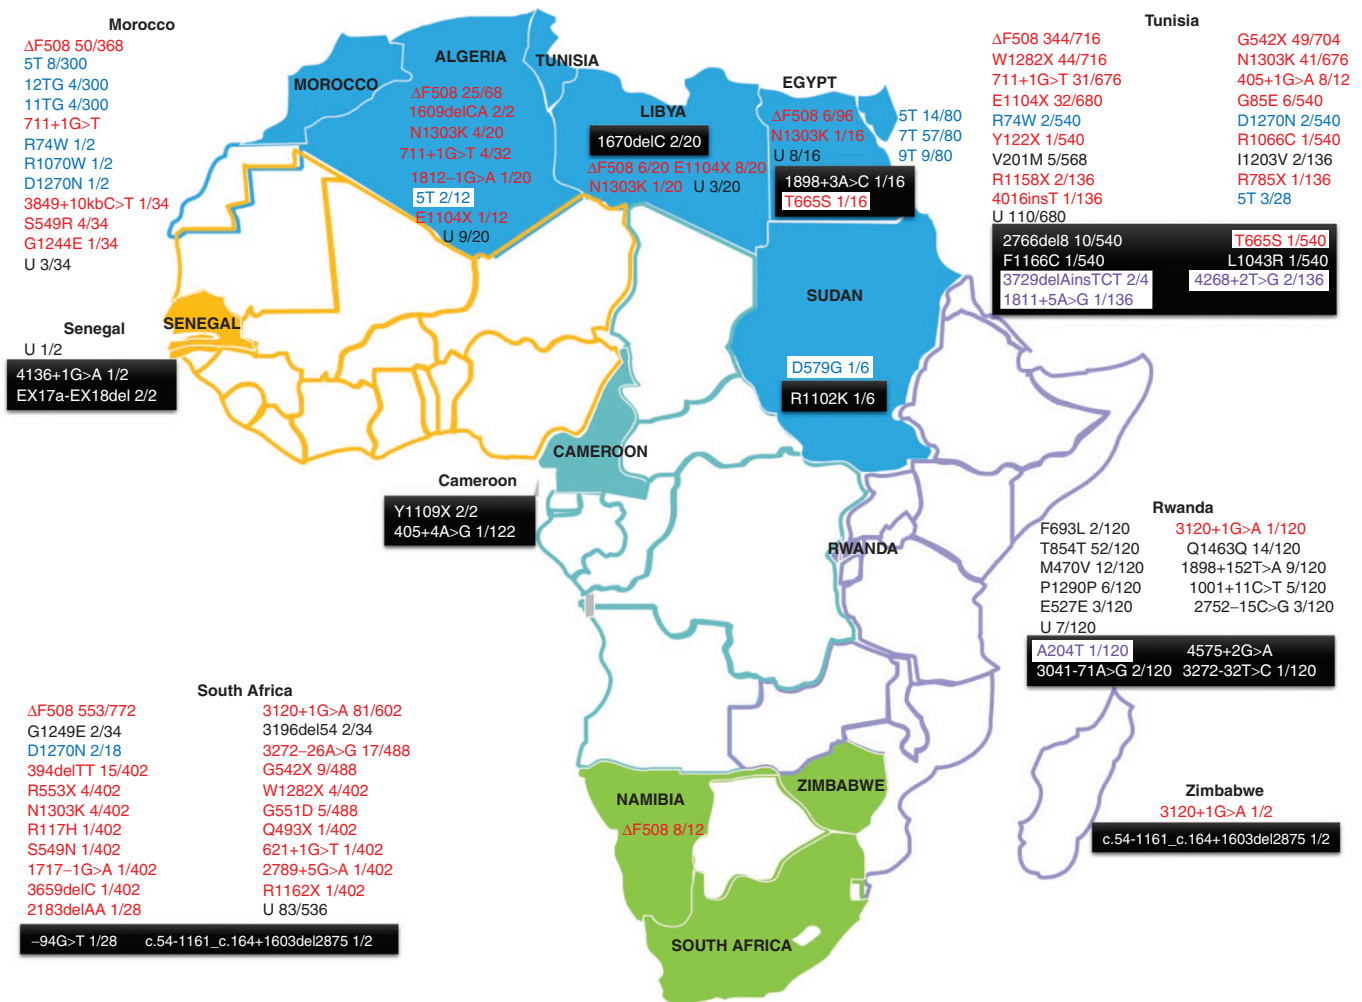 Morocco
ΔF508 50/368
5T 8/300
12TG 4/300
11TG 4/300
711+1G>T
R74W 1/2
R1070W 1/2
D1270N 1/2
3849+10kbC>T 1/34
S549R 4/34
G1244E 1/34
U 3/34
MOROCCO
ALGERIA
ΔF508 25/68
1609delCA 2/2
N1303K 4/20
711+1G>T 4/32
1812–1G>A 1/20
5T 2/12
E1104X 1/12
U 9/20
TUNISIA
LIBYA
1670delC 2/20
ΔF508 6/20 E1104X 8/20
N1303K 1/20 U 3/20
EGYPT
ΔF508 6/96
N1303K 1/16
U 8/16
1898+3A>C 1/16
T665S 1/16
5T 14/80
7T 57/80
9T 9/80
Tunisia
ΔF508 344/716 G542X 49/704
W1282X 44/716 N1303K 41/676
711+1G>T 31/676 405+1G>A 8/12
E1104X 32/680 G85E 6/540
R74W 2/540 D1270N 2/540
Y122X 1/540 R1066C 1/540
V201M 5/568 I1203V 2/136
R1158X 2/136 R785X 1/136
4016insT 1/136 5T 3/28
U 110/680
2766del8 10/540 T665S 1/540
F1166C 1/540 L1043R 1/540
3729delAinsTCT 2/4 4268+2T>G 2/136
1811+5A>G 1/136
SUDAN
D579G 1/6
R1102K 1/6
SENEGAL
Senegal
U 1/2
4136+1G>A 1/2
EX17a-EX18del 2/2
CAMEROON
Cameroon
Y1109X 2/2
405+4A>G 1/122
RWANDA
Rwanda
F693L 2/120 3120+1G>A 1/120
T854T 52/120 Q1463Q 14/120
M470V 12/120 1898+152T>A 9/120
P1290P 6/120 1001+11C>T 5/120
E527E 3/120 2752–15C>G 3/120
U 7/120
A204T 1/120 4575+2G>A
3041-71A>G 2/120 3272-32T>C 1/120
South Africa
ΔF508 553/772 3120+1G>A 81/602
G1249E 2/34 3196del54 2/34
D1270N 2/18 3272–26A>G 17/488
394delTT 15/402 G542X 9/488
R553X 4/402 W1282X 4/402
N1303K 4/402 G551D 5/488
R117H 1/402 Q493X 1/402
S549N 1/402 621+1G>T 1/402
1717–1G>A 1/402 2789+5G>A 1/402
3659delC 1/402 R1162X 1/402
2183delAA 1/28 U 83/536
–94G>T 1/28 c.54-1161_c.164+1603del2875 1/2
NAMIBIA
ΔF508 8/12
ZIMBABWE
SOUTH AFRICA
Zimbabwe
3120+1G>A 1/2
c.54-1161_c.164+1603del2875 1/2